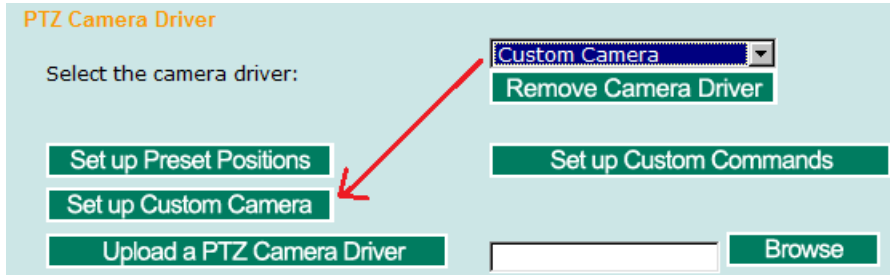 PTZ Camera Driver
Select the camera driver:
Custom Camera
Remove Camera Driver
Set up Preset Positions
Set up Custom Commands
Set up Custom Camera
Upload a PTZ Camera Driver
Browse